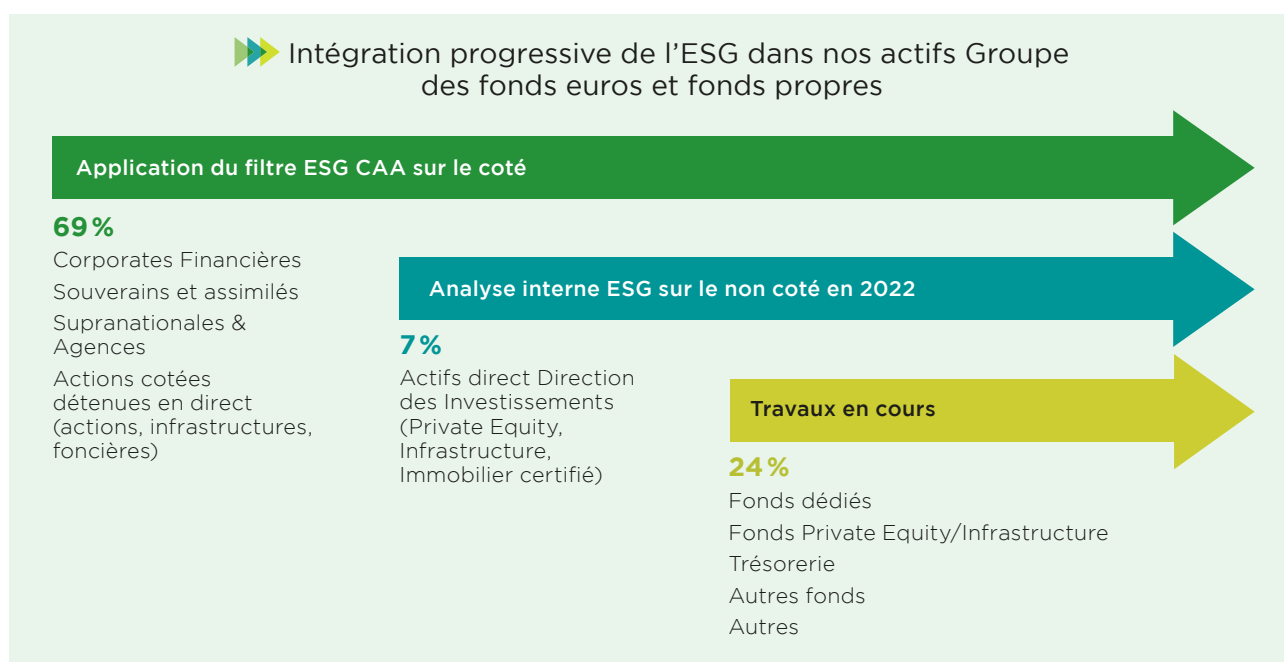 Intégration progressive de l'ESG dans nos actifs Groupe
des fonds euros et fonds propres
Application du filtre ESG CAA sur le coté
69 %
Corporates Financières
Souverains et assimilés
Supranationales &
Agences
Actions cotées
détenues en direct
(actions, infrastructures,
foncières)
Analyse interne ESG sur le non coté en 2022
7 %
Actifs direct Direction
des Investissements
(Private Equity,
Infrastructure,
Immobilier certifié)
Travaux en cours
24 %
Fonds dédiés
Fonds Private Equity/Infrastructure
Trésorerie
Autres fonds
Autres